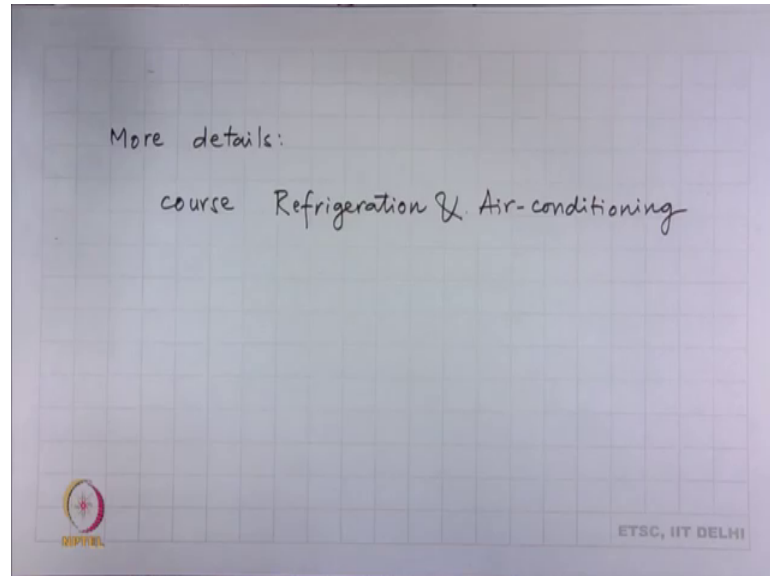 More details:
course Refrigeration & Air-conditioning
ETSC, IIT DELHI